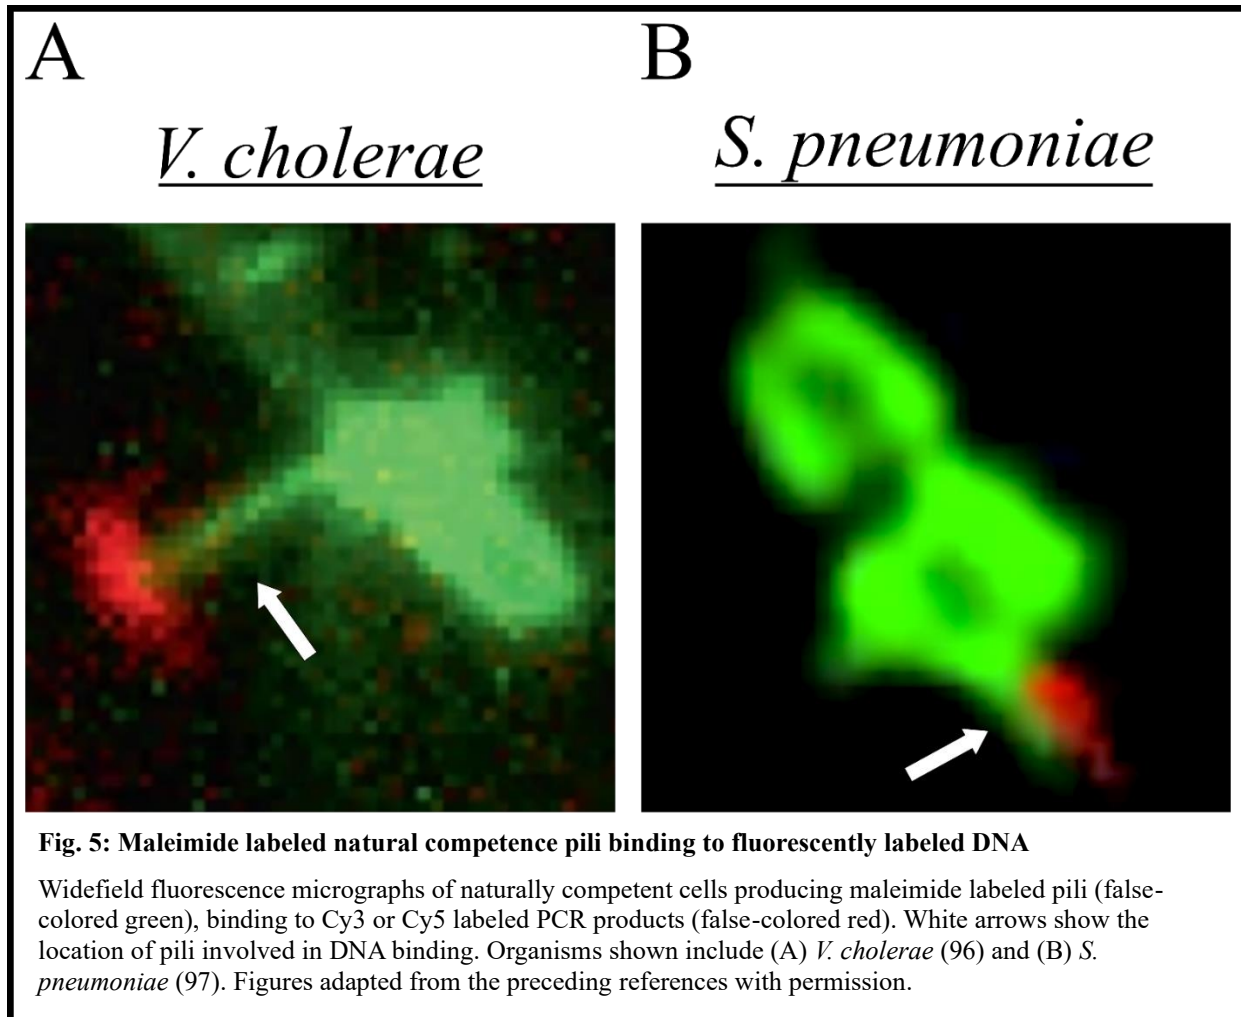 A
B
V. cholerae
S. pneumoniae
Fig. 5: Maleimide labeled natural competence pili binding to fluorescently labeled DNA
Widefield fluorescence micrographs of naturally competent cells producing maleimide labeled pili (false-
colored green), binding to Cy3 or Cy5 labeled PCR products (false-colored red). White arrows show the
location of pili involved in DNA binding. Organisms shown include (A) V. cholerae (96) and (B) S.
pneumoniae (97). Figures adapted from the preceding references with permission.